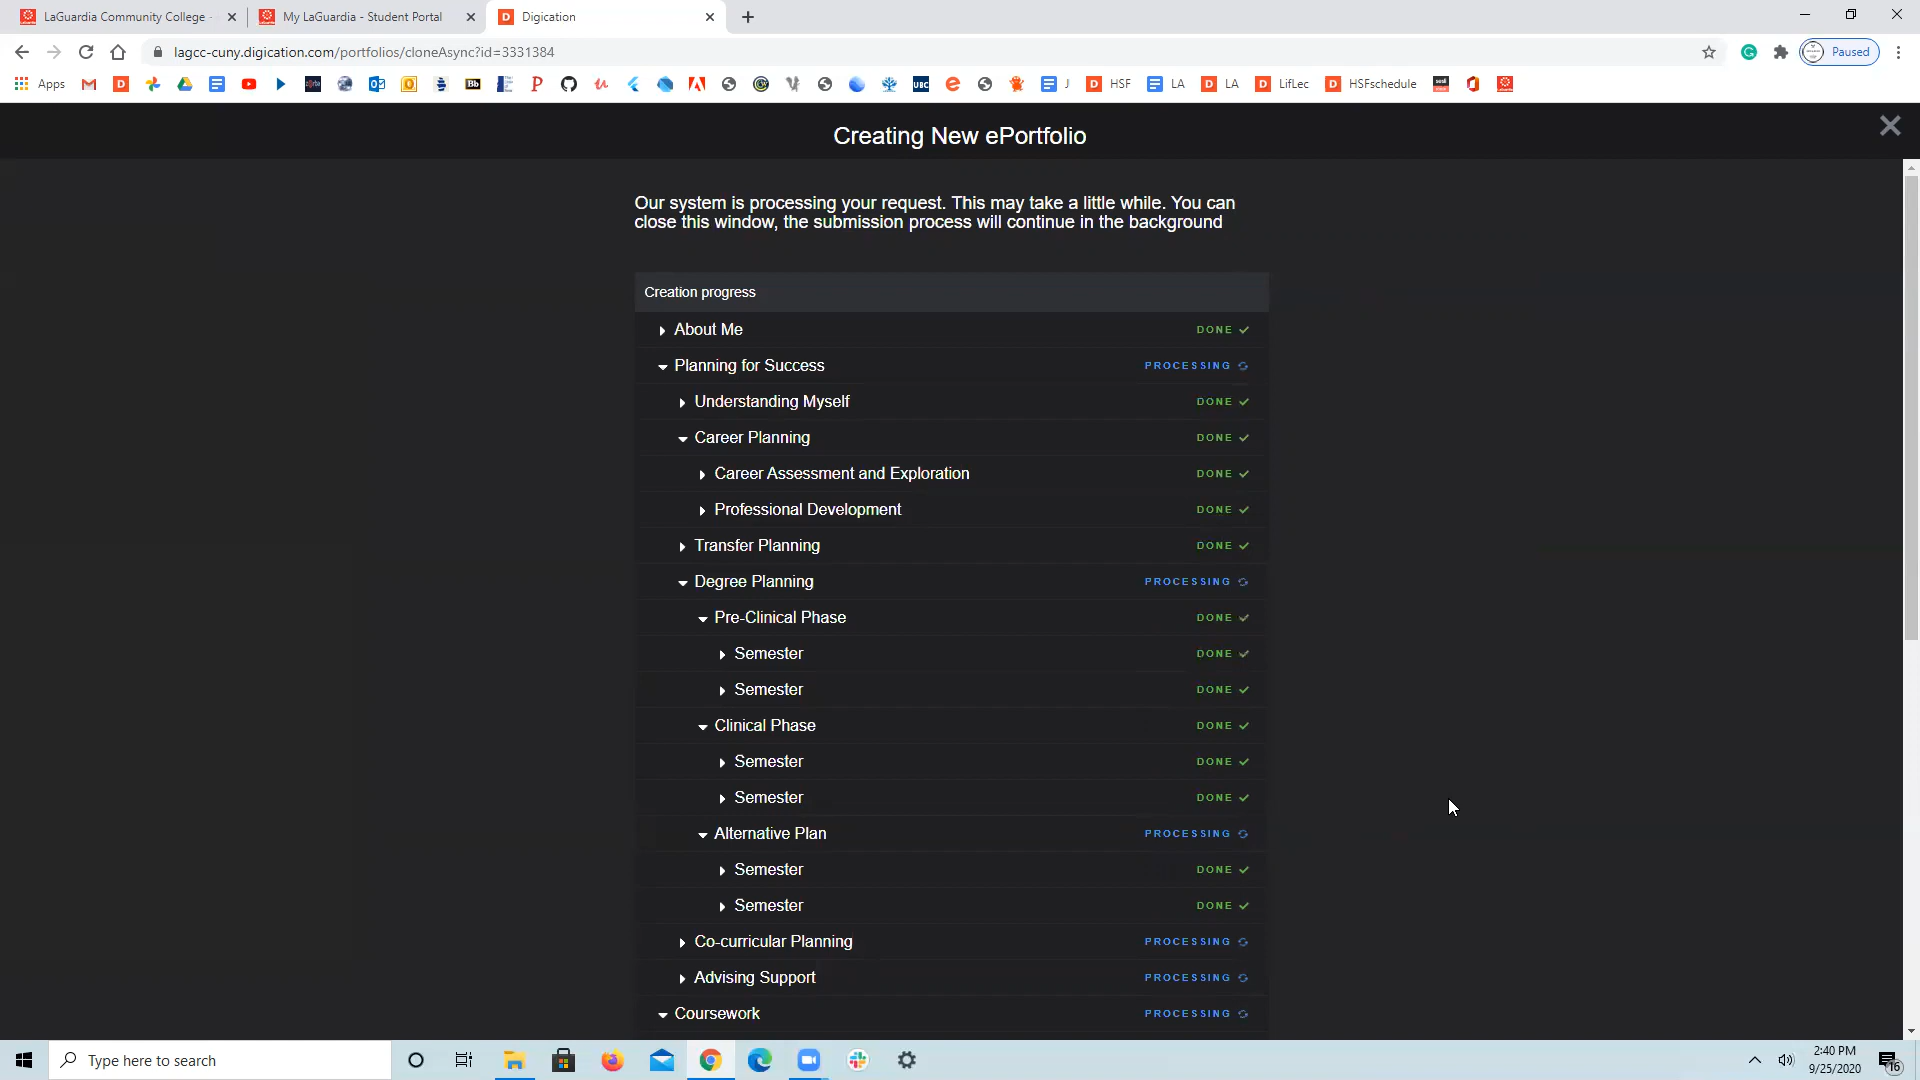 LaGuardia Community College -
My LaGuardia - Student Portal
Digication
lagcc-cuny.digication.com/portfolios/cloneAsync?id=3331384
Paused
Apps
Bb
UBC
J
HSF
LA
LA
LifLec
HSFschedule
Creating New ePortfolio
Our system is processing your request. This may take a little while. You can
close this window, the submission process will continue in the background
Creation progress
About Me DONE
Planning for Success PROCESSING
Understanding Myself DONE
Career Planning DONE
Career Assessment and Exploration DONE
Professional Development DONE
Transfer Planning DONE
Degree Planning PROCESSING
Pre-Clinical Phase DONE
Semester DONE
Semester DONE
Clinical Phase DONE
Semester DONE
Semester DONE
Alternative Plan PROCESSING
Semester DONE
Semester DONE
Co-curricular Planning PROCESSING
Advising Support PROCESSING
Coursework PROCESSING
Type here to search
2:40 PM
9/25/2020
16